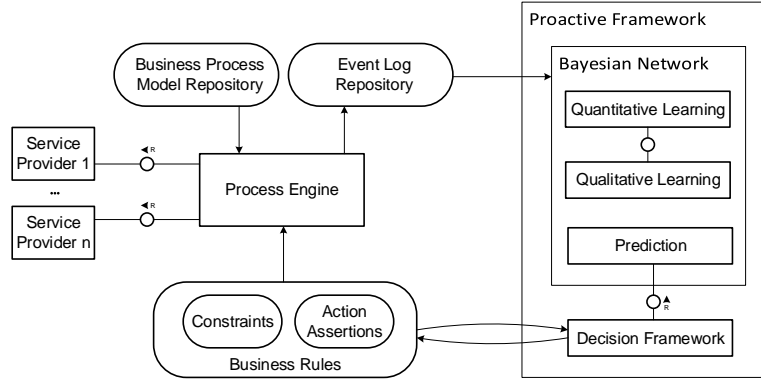 Proactive Framework
Business Process
Model Repository
Event Log
Repository
Bayesian Network
Quantitative Learning
Service
Provider 1
R
...
Process Engine
Qualitative Learning
Service
Provider n
R
Prediction
R
Constraints
Action
Assertions
Decision Framework
Business Rules